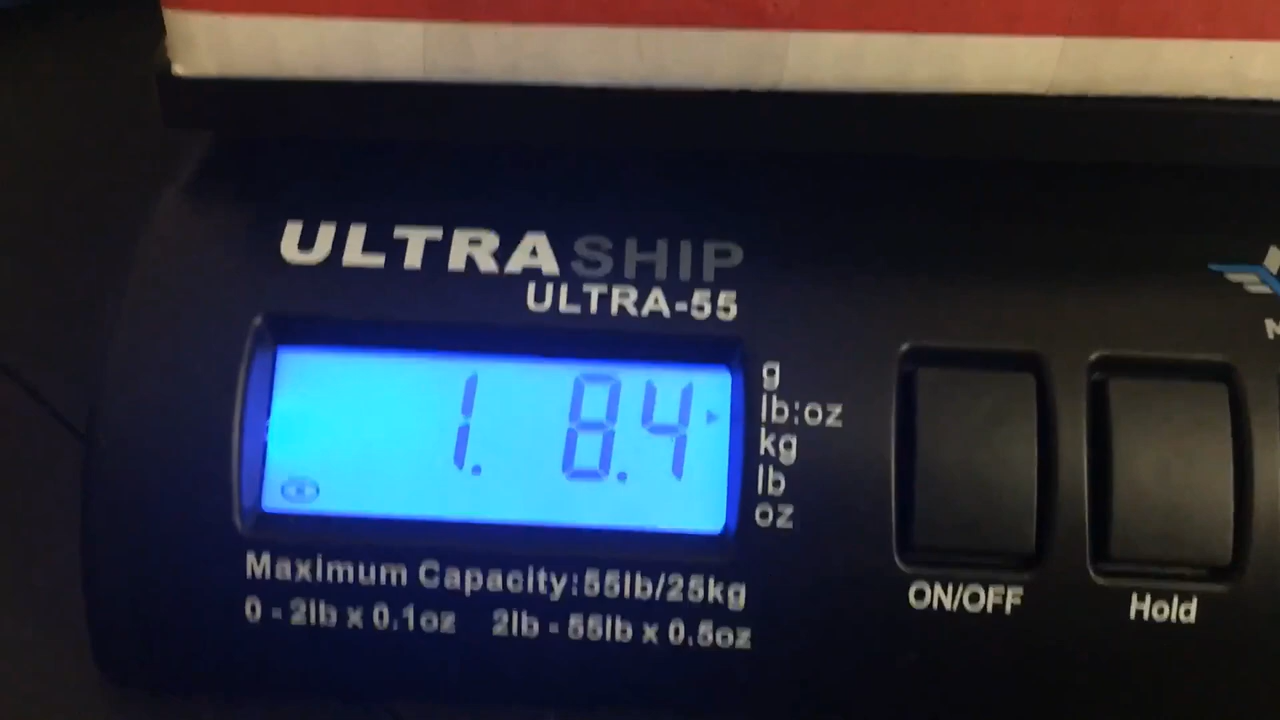 ULTRASHIP
ULTRA-55
1. 8.4
g
lb:oz
kg
lb
oz
Maximum Capacity:55lb/25kg
0 - 2lb x 0.1oz 2lb - 55lb x 0.5oz
ON/OFF
Hold